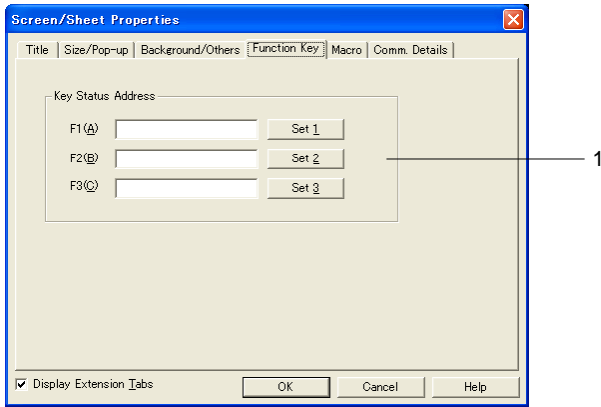 Screen/Sheet Properties
Title Size/Pop-up Background/Others Function Key Macro Comm. Details
Key Status Address
F1(A) Set 1
1
F2(B) Set 2
F3(C) Set 3
Display Extension Tabs OK Cancel Help